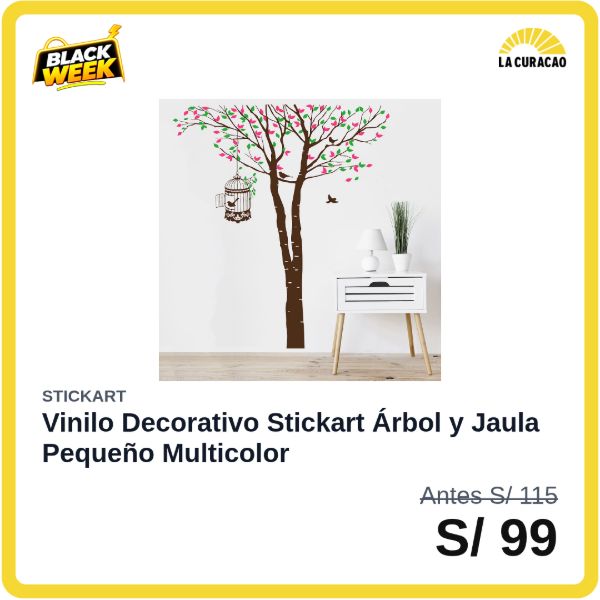 BLACK
WEEK
LA CURACAO
STICKART
Vinilo Decorativo Stickart Árbol y Jaula
Pequeño Multicolor
Antes S/ 115
S/ 99